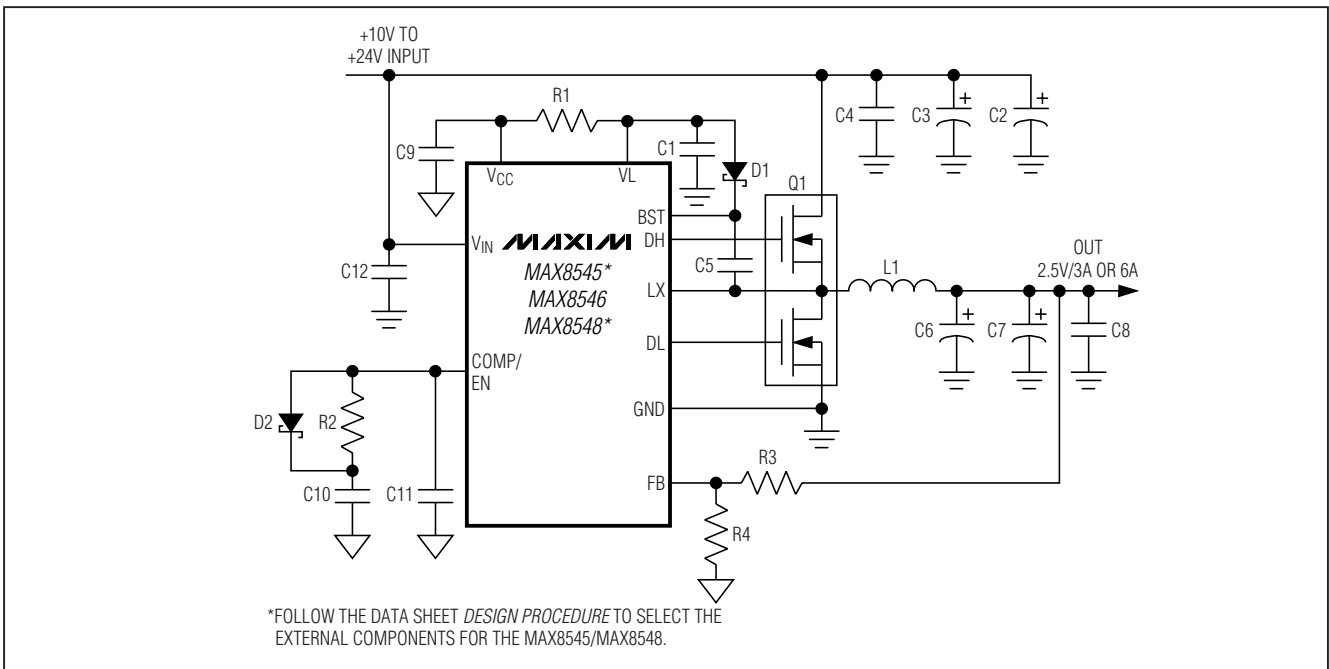 +10V TO
+24V INPUT
R1
C4
C3
+
C2
+
C9
C1
D1
VCC
VL
Q1
BST
VIN
MAXIM
DH
C12
MAX8545*
MAX8546
MAX8548*
C5
LX
L1
OUT
2.5V/3A OR 6A
C6
+
C7
+
C8
DL
COMP/
EN
D2
R2
GND
C10
C11
FB
R3
R4
*FOLLOW THE DATA SHEET DESIGN PROCEDURE TO SELECT THE
EXTERNAL COMPONENTS FOR THE MAX8545/MAX8548.